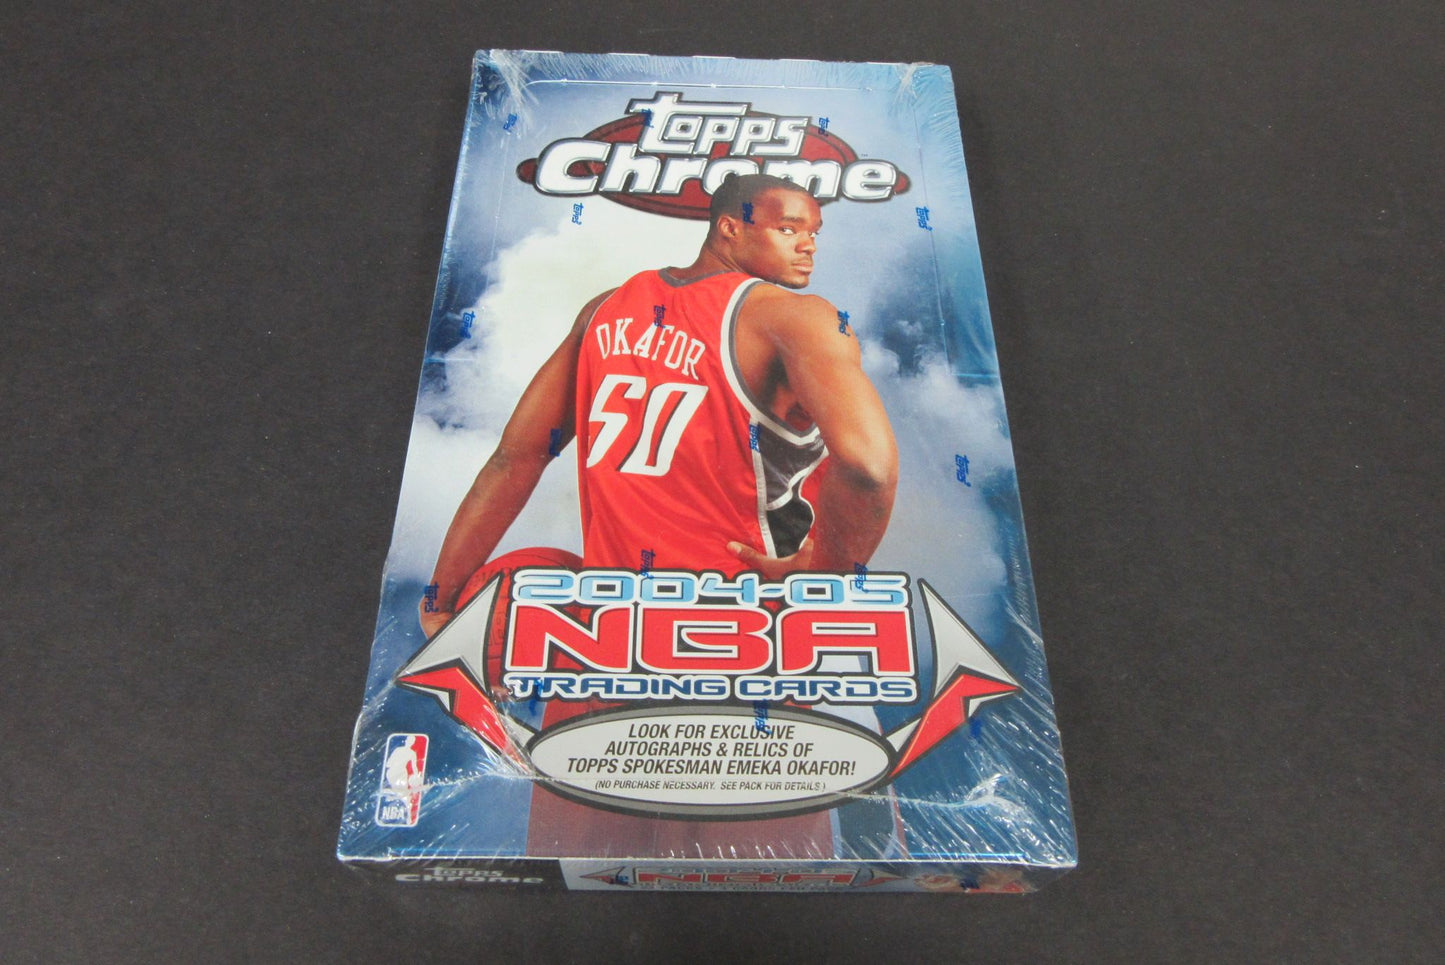 Topps
Chrome
OKAFOR
50
2004-05
NBA
TRADING CARDS
LOOK FOR EXCLUSIVE
AUTOGRAPHS & RELICS OF
TOPPS SPOKESMAN EMEKA OKAFOR!
(NO PURCHASE NECESSARY. SEE PACK FOR DETAILS.)
NBA
Topps
Chrome
NBA